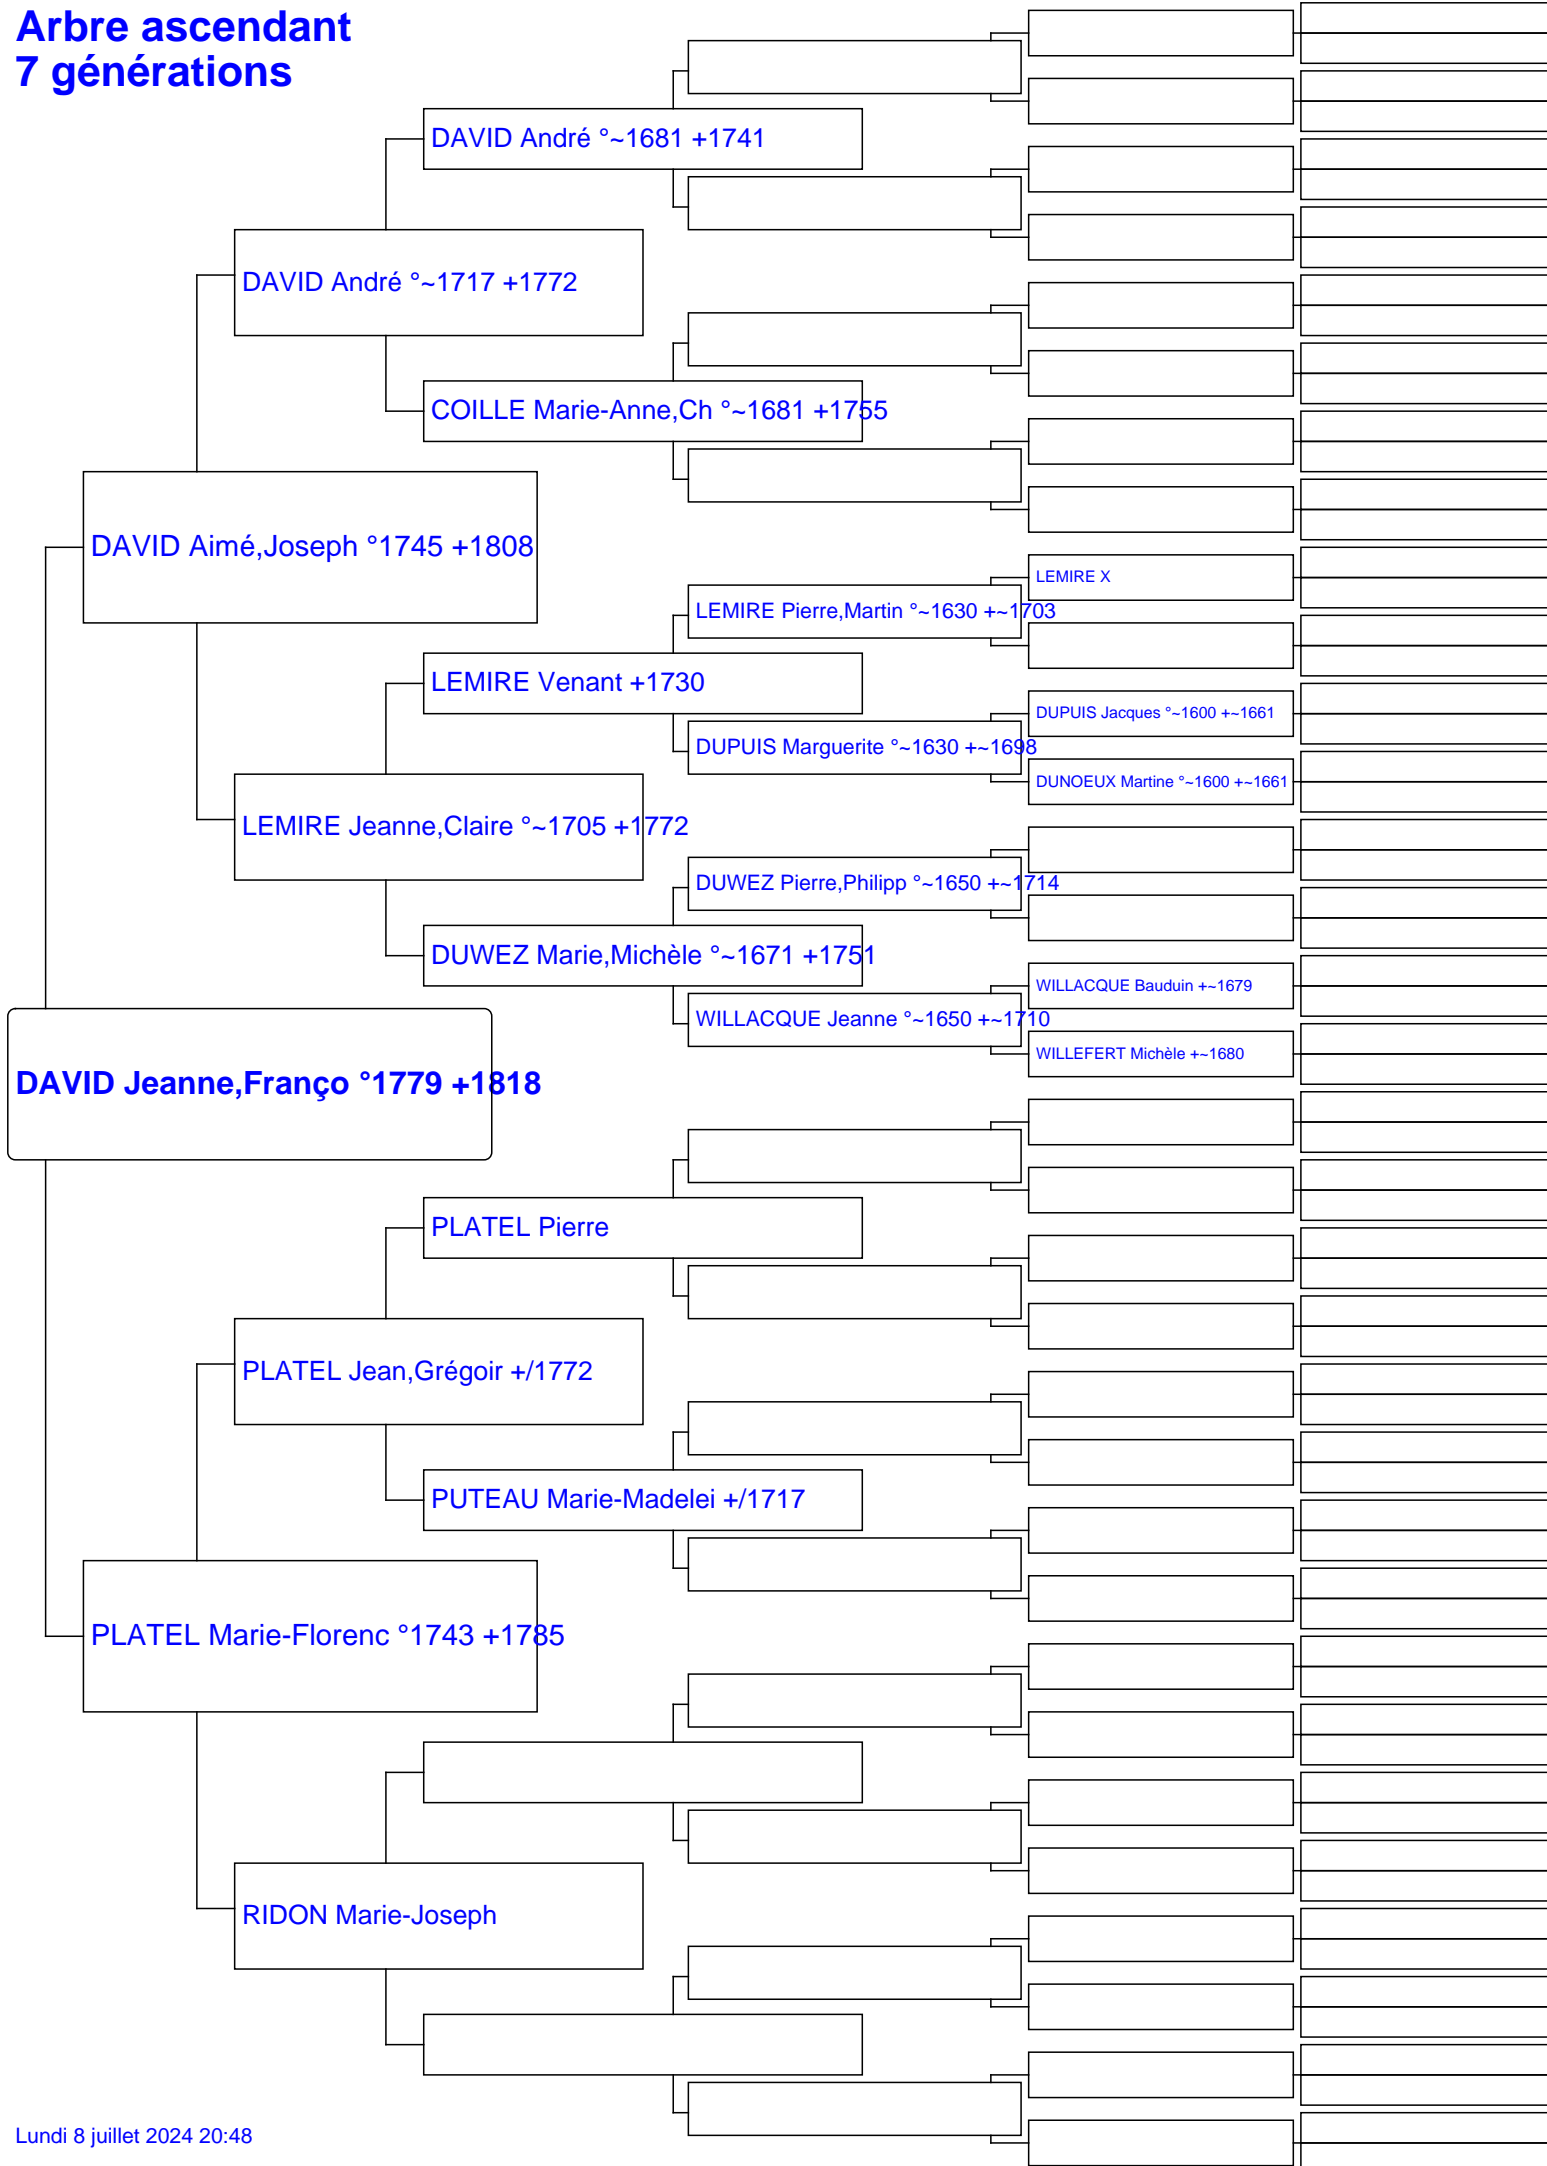 Arbre ascendant
7 générations
DAVID André °~1681 +1741
DAVID André °~1717 +1772
COILLE Marie-Anne,Ch °~1681 +1755
DAVID Aimé,Joseph °1745 +1808
LEMIRE X
LEMIRE Pierre,Martin °~1630 +~1703
LEMIRE Venant +1730
DUPUIS Jacques °~1600 +~1661
DUPUIS Marguerite °~1630 +~1698
DUNOEUX Martine °~1600 +~1661
LEMIRE Jeanne,Claire °~1705 +1772
DUWEZ Pierre,Philipp °~1650 +~1714
DUWEZ Marie,Michèle °~1671 +1751
WILLACQUE Bauduin +~1679
WILLACQUE Jeanne °~1650 +~1710
WILLEFERT Michèle +~1680
DAVID Jeanne,Franço °1779 +1818
PLATEL Pierre
PLATEL Jean,Grégoir +/1772
PUTEAU Marie-Madelei +/1717
PLATEL Marie-Florenc °1743 +1785
RIDON Marie-Joseph
Lundi 8 juillet 2024 20:48